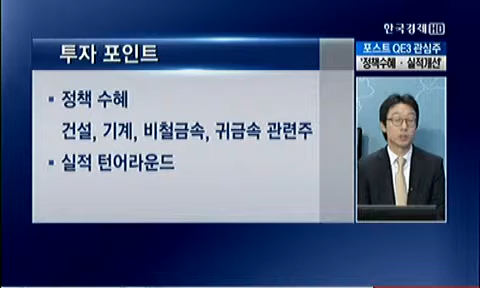 한국경제 HD
투자 포인트
포스트 QE3 관심주
'정책수혜 · 실적개선'
▪ 정책 수혜
건설, 기계, 비철금속, 귀금속 관련주
▪ 실적 턴어라운드